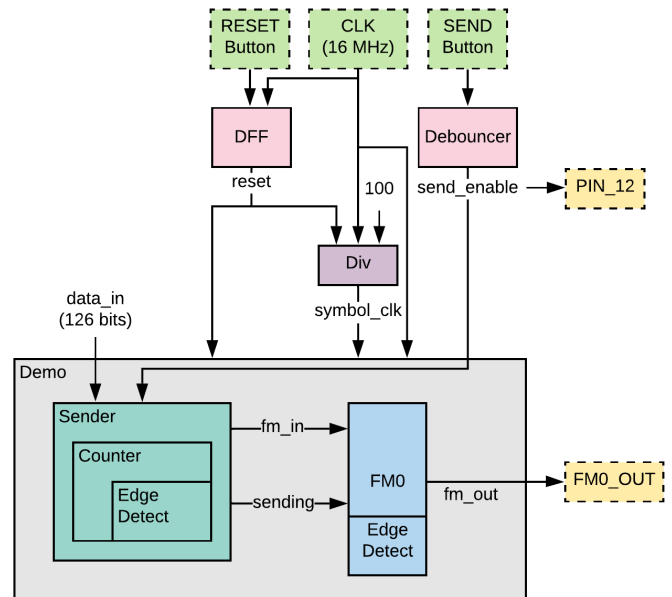 RESET
Button
CLK
(16 MHz)
SEND
Button
DFF
Debouncer
reset
100
send_enable
PIN_12
Div
data_in
(126 bits)
symbol_clk
Demo
Sender
fm_in
Counter
FM0
FM0_OUT
Edge
Detect
sending
fm_out
Edge
Detect